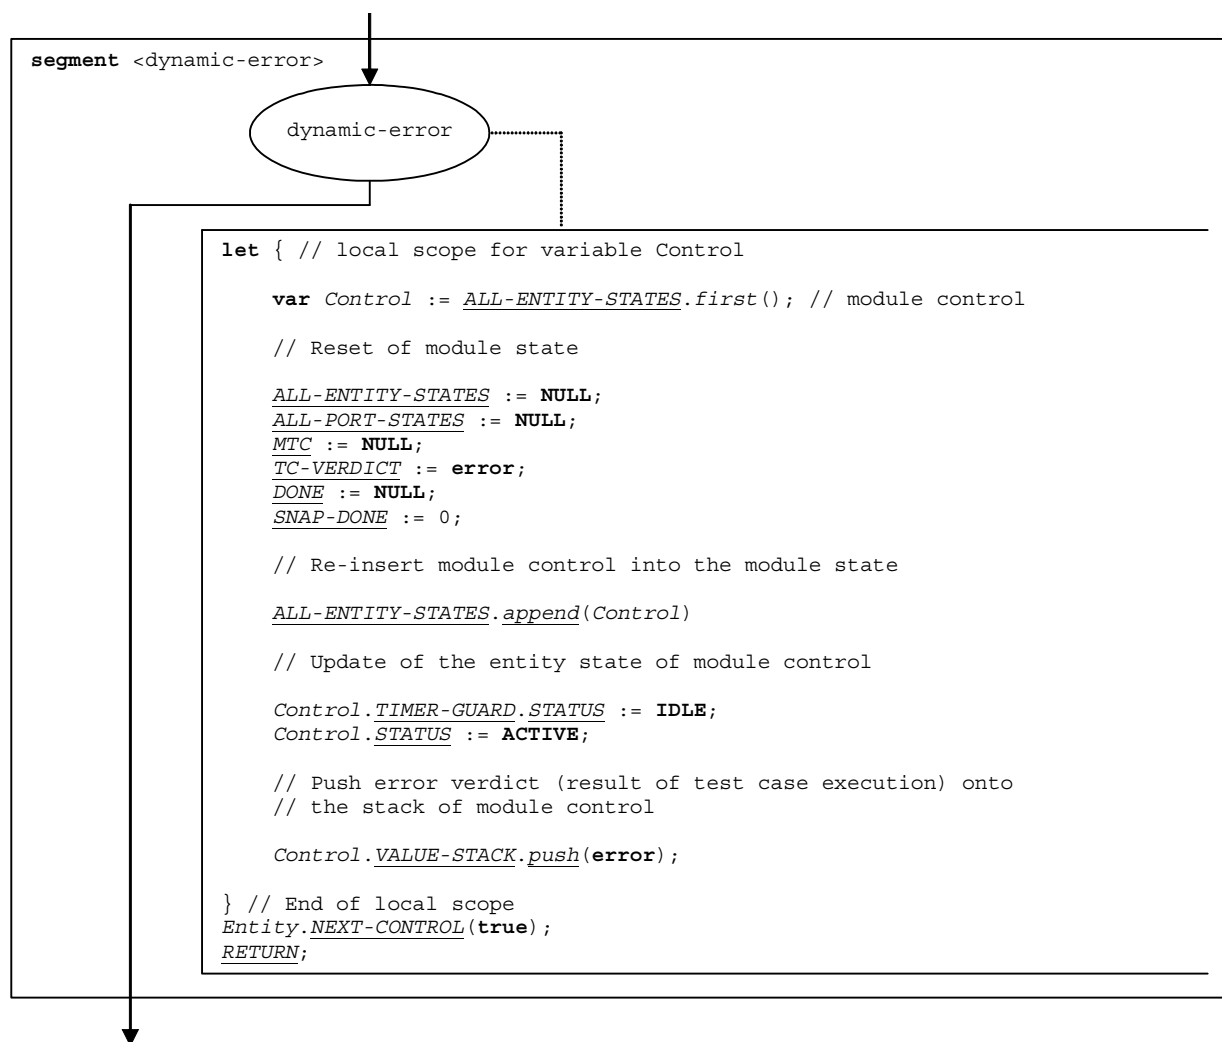 segment <dynamic-error>
dynamic-error
let { // local scope for variable Control
var Control := ALL-ENTITY-STATES.first(); // module control
// Reset of module state
ALL-ENTITY-STATES := NULL;
ALL-PORT-STATES := NULL;
MTC := NULL;
TC-VERDICT := error;
DONE := NULL;
SNAP-DONE := 0;
// Re-insert module control into the module state
ALL-ENTITY-STATES.append(Control)
// Update of the entity state of module control
Control.TIMER-GUARD.STATUS := IDLE;
Control.STATUS := ACTIVE;
// Push error verdict (result of test case execution) onto
// the stack of module control
Control.VALUE-STACK.push(error);
} // End of local scope
Entity.NEXT-CONTROL(true);
RETURN;